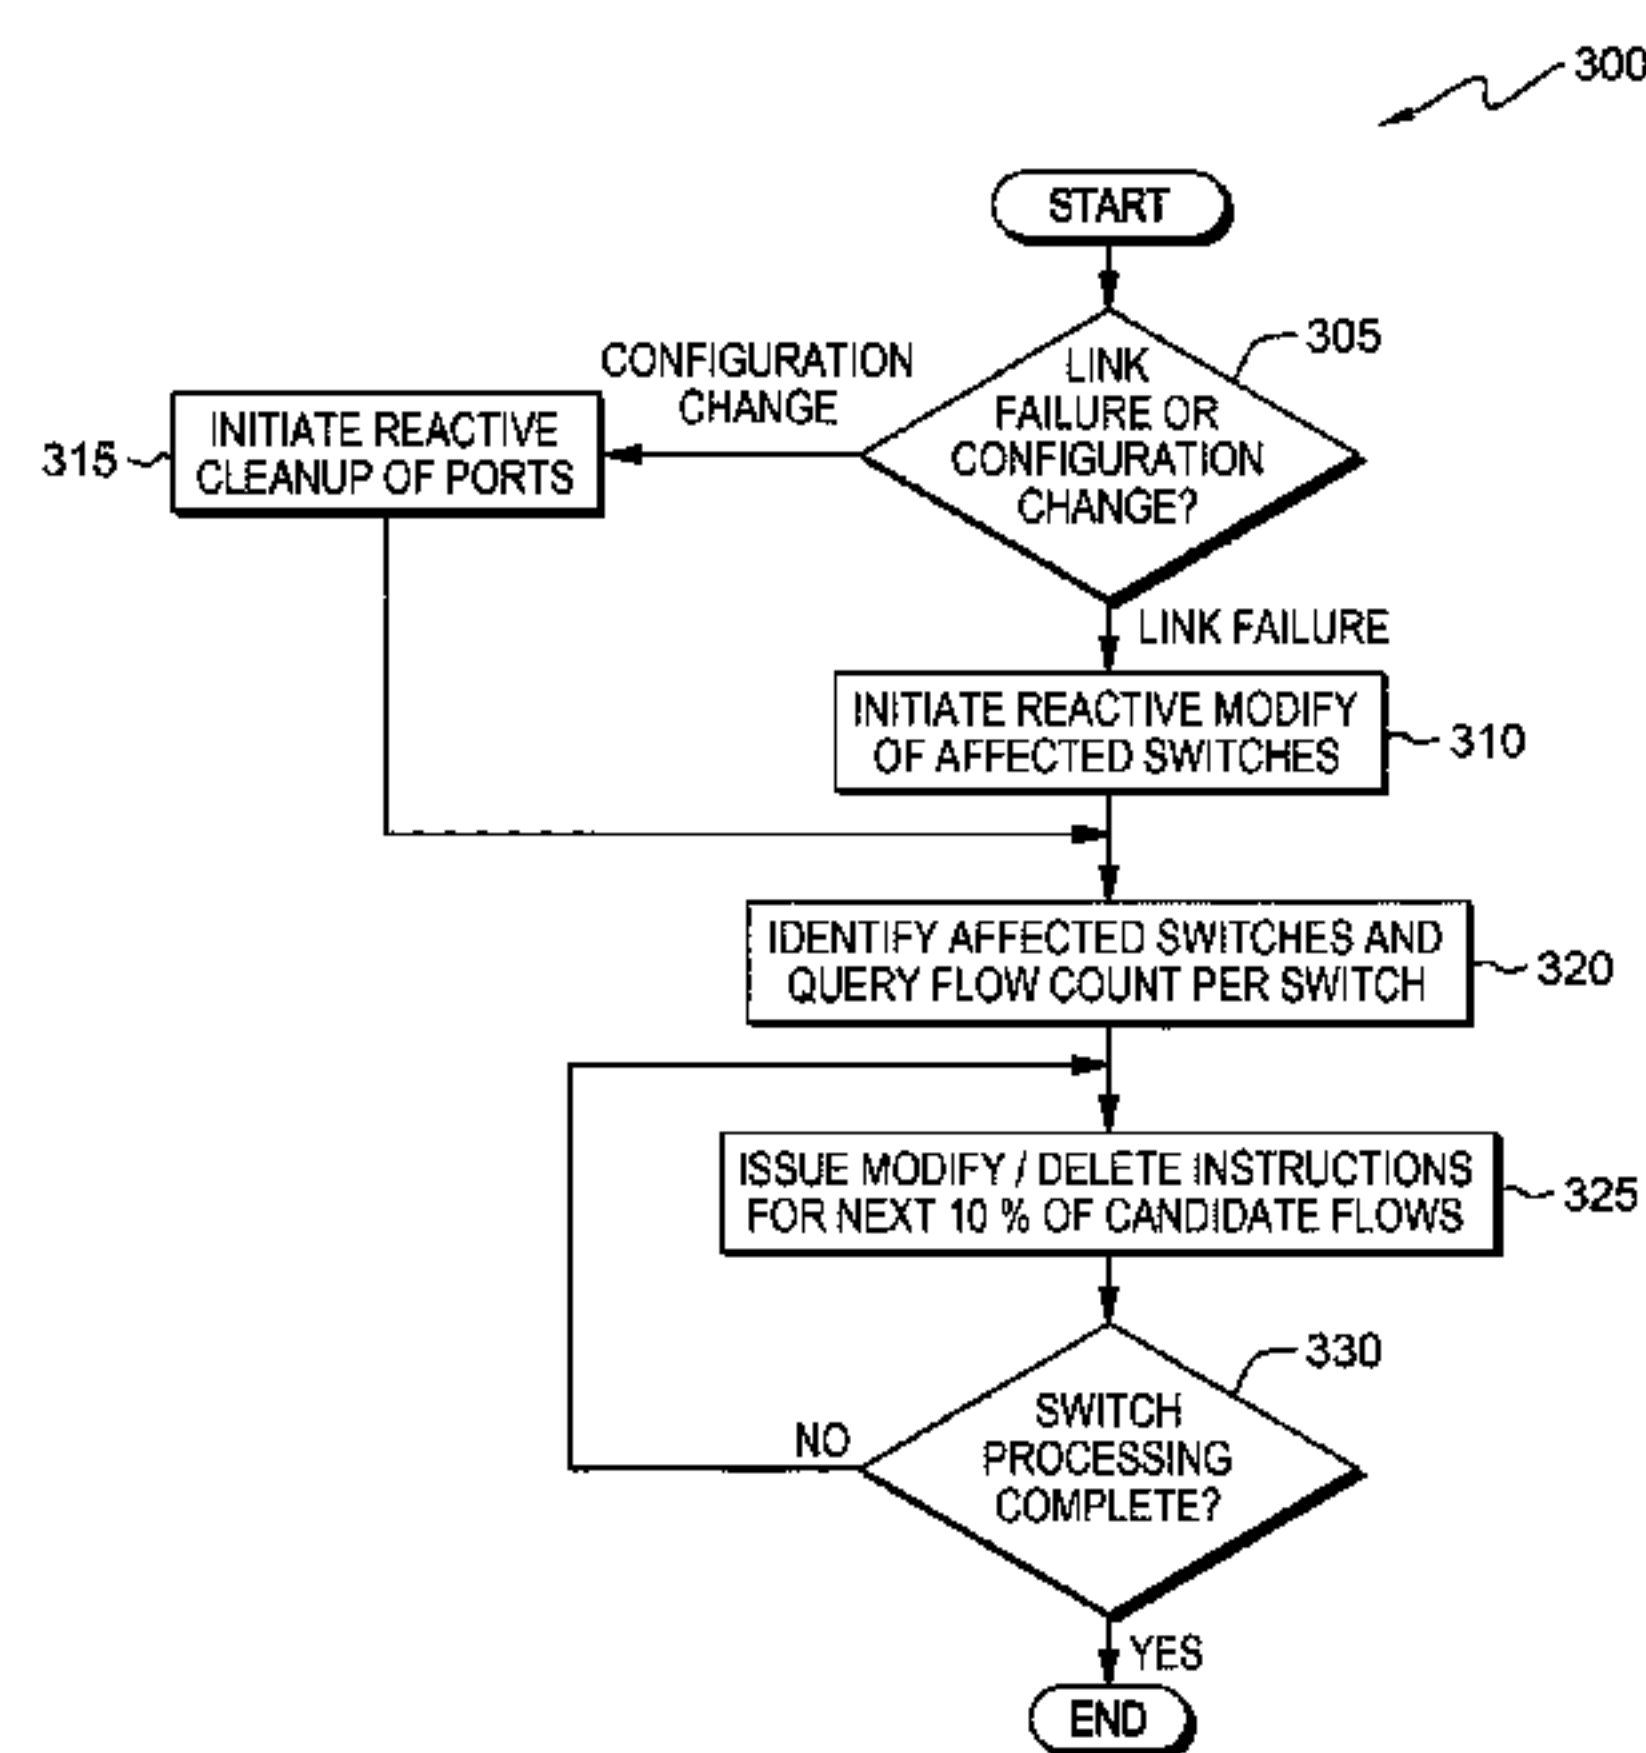 300
START
305
LINK
FAILURE OR
CONFIGURATION
CHANGE?
CONFIGURATION
CHANGE
315
INITIATE REACTIVE
CLEANUP OF PORTS
LINK FAILURE
INITIATE REACTIVE MODIFY
OF AFFECTED SWITCHES
310
IDENTIFY AFFECTED SWITCHES AND
QUERY FLOW COUNT PER SWITCH
320
ISSUE MODIFY / DELETE INSTRUCTIONS
FOR NEXT 10 % OF CANDIDATE FLOWS
325
330
SWITCH
PROCESSING
COMPLETE?
NO
YES
END